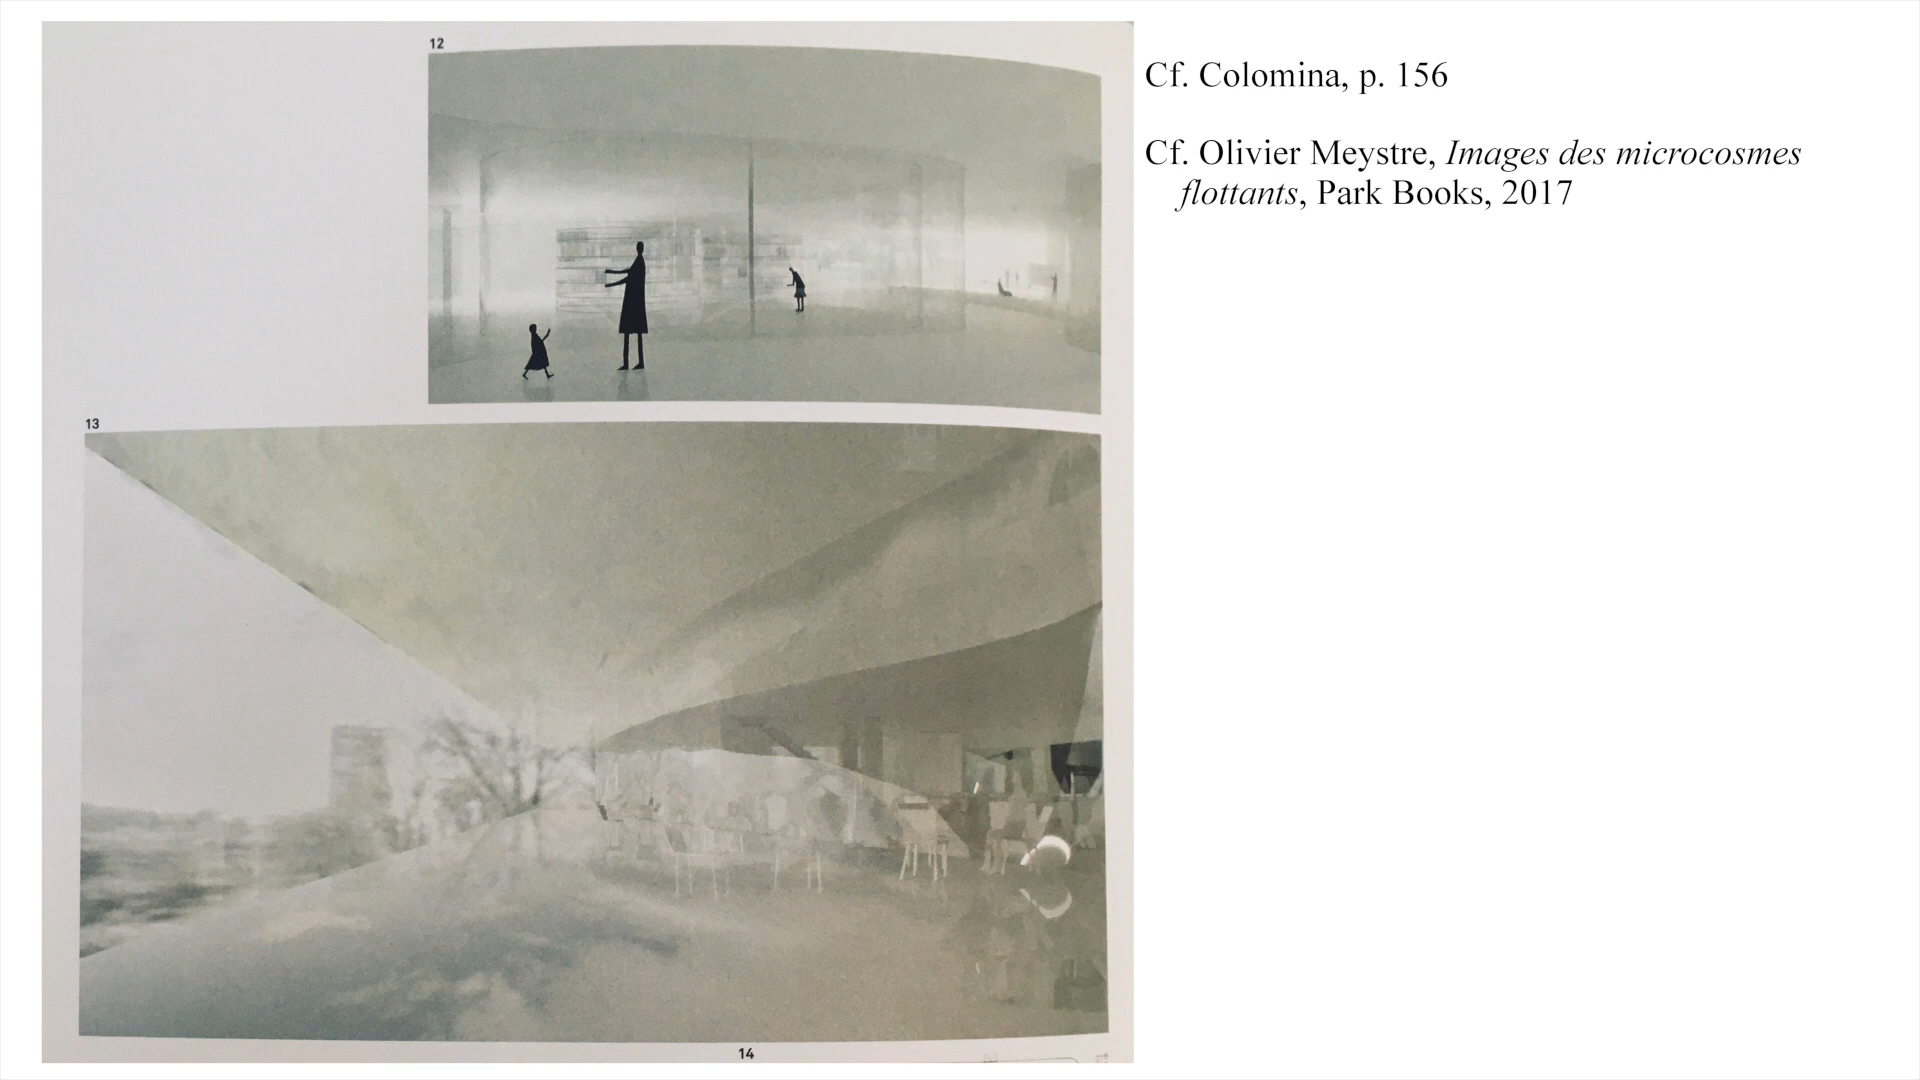 12
Cf. Colomina, p. 156
Cf. Olivier Meystre, Images des microcosmes
flottants, Park Books, 2017
13
14